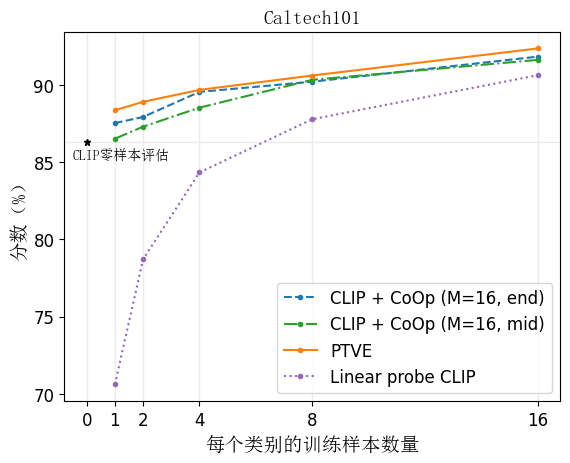 Caltech101
90
85
80
75
70
分数 (%)
CLIP零样本评估
CLIP + CoOp (M=16, end)
CLIP + CoOp (M=16, mid)
PTVE
Linear probe CLIP
0 1 2 4 8 16
每个类别的训练样本数量